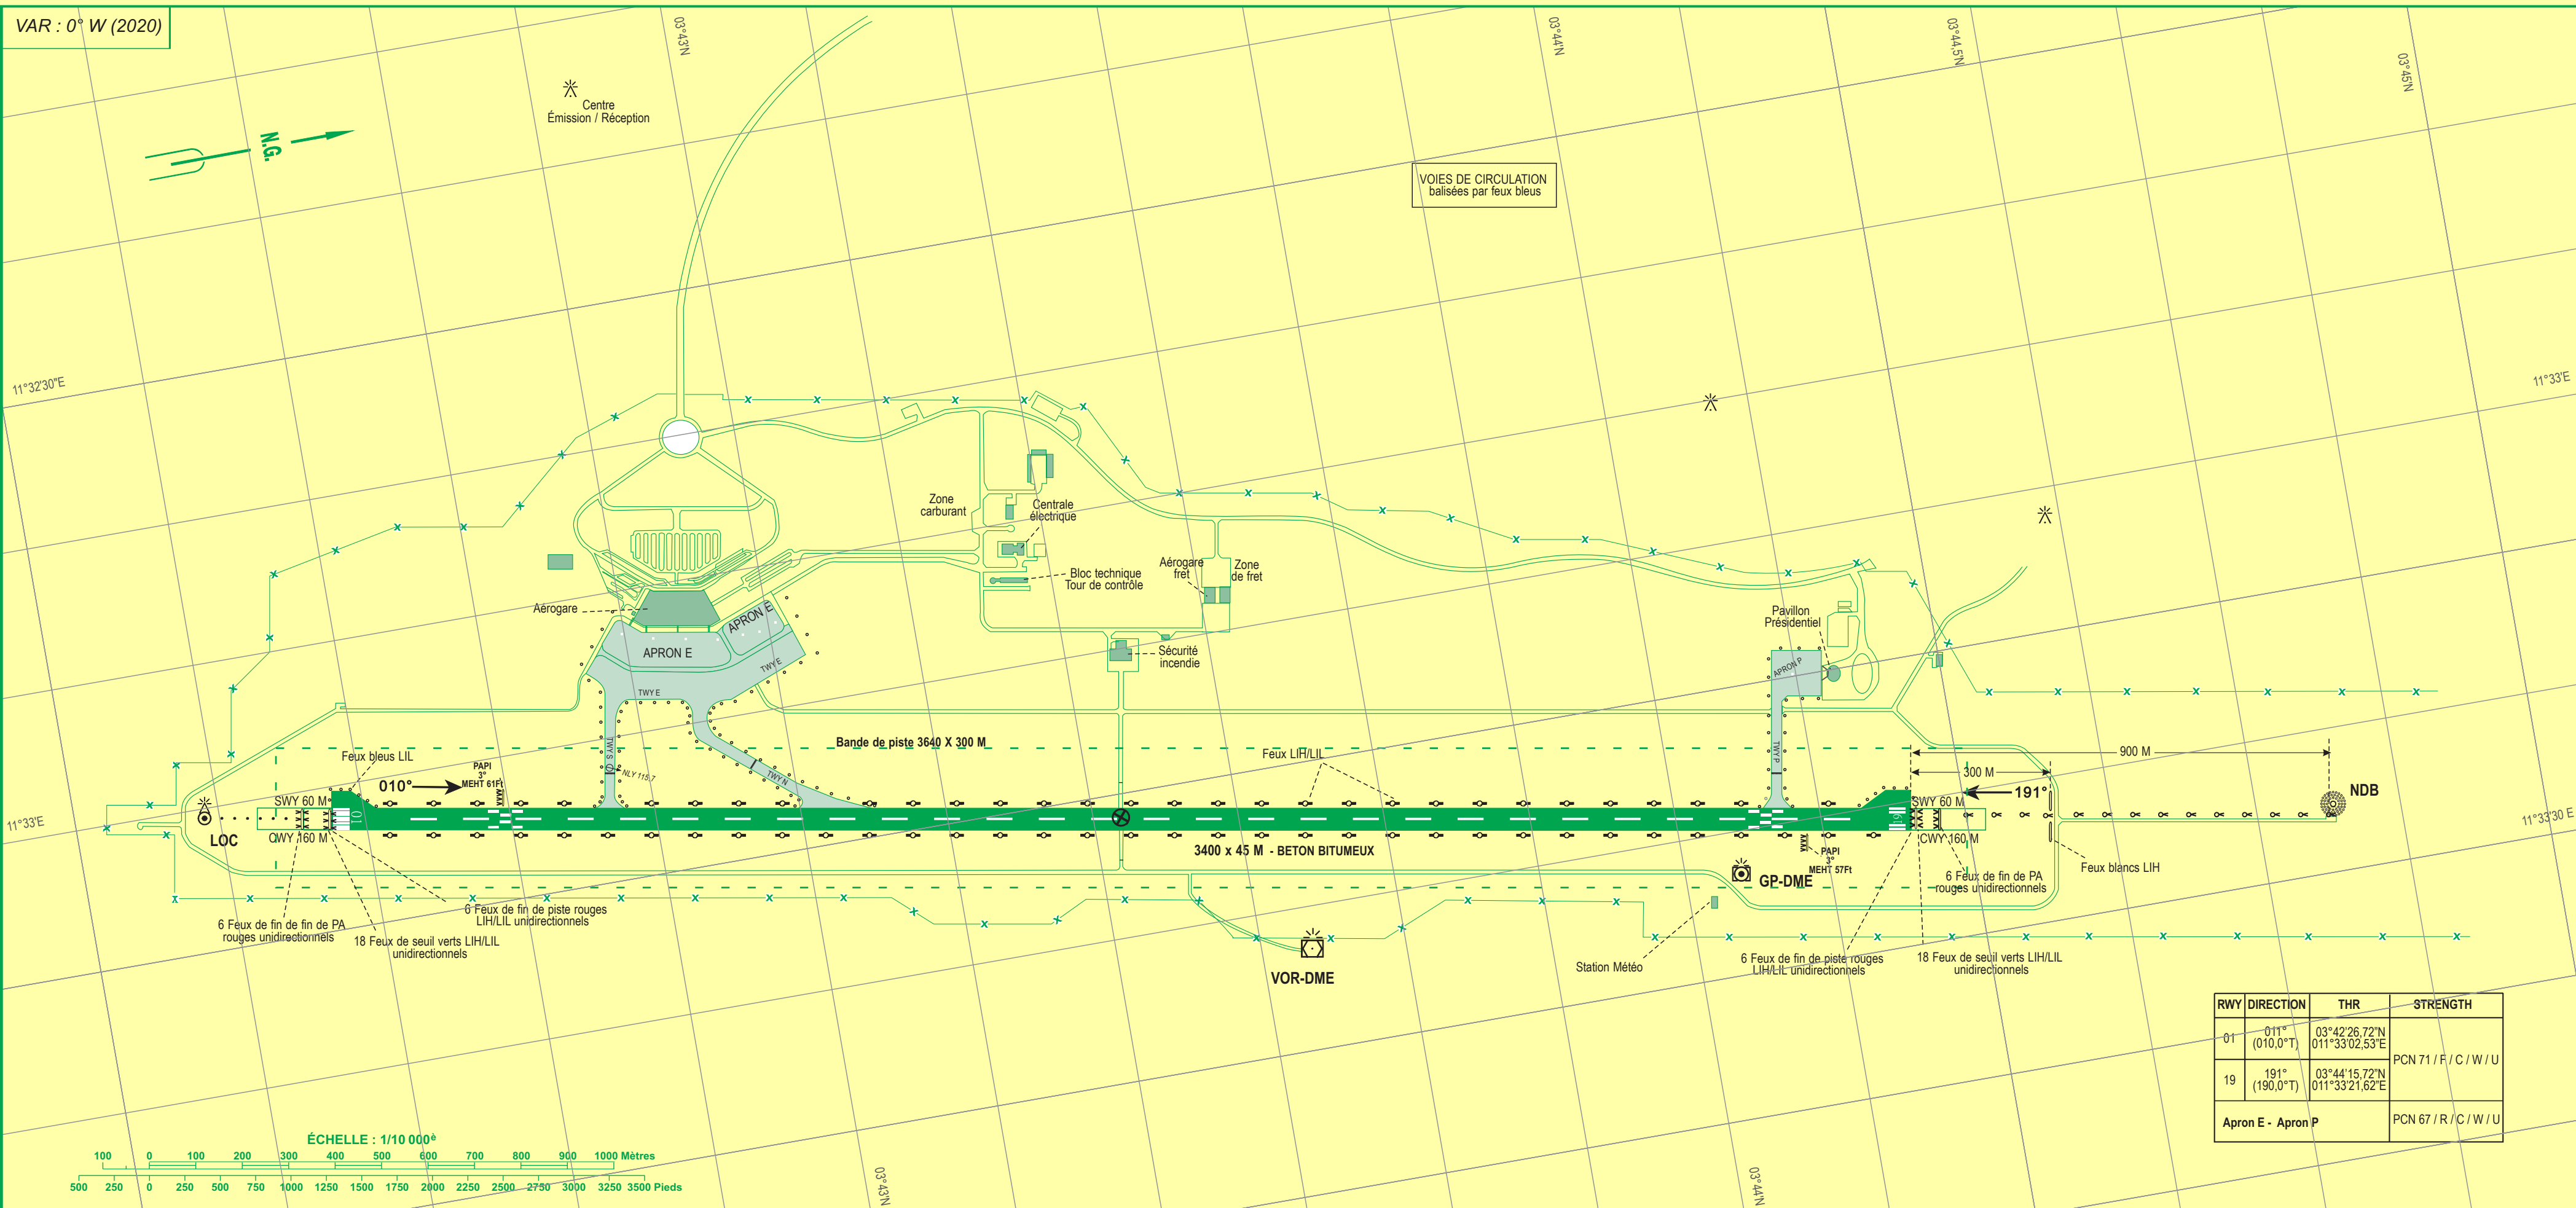 VAR : 0° W (2020)
03°43'N
03°44'N
03°44,5'N
03°45'N
Centre
Émission / Réception
N.G.
VOIES DE CIRCULATION
balisées par feux bleus
11°32'30"E
11°33'E
Zone
carburant
Centrale
électrique
Bloc technique
Tour de contrôle
Aérogare
fret
Zone
de fret
Aérogare
APRON E
APRON E
TWY E
TWY E
Sécurité
incendie
Pavillon
Présidentiel
APRON P
TWY P
TWY S
NLY 115,7
TWY N
Bande de piste 3640 X 300 M
Feux LIH/LIL
Feux bleus LIL
010°
PAPI
3°
MEHT 61Ft
900 M
300 M
191°
NDB
SWY 60 M
SWY 60 M
11°33'E
LOC
CWY 160 M
01
19
CWY 160 M
11°33'30 E
3400 x 45 M - BETON BITUMEUX
PAPI
3°
MEHT 57Ft
GP-DME
Feux blancs LIH
6 Feux de fin de PA
rouges unidirectionnels
6 Feux de fin de piste rouges
LIH/LIL unidirectionnels
6 Feux de fin de fin de PA
rouges unidirectionnels
18 Feux de seuil verts LIH/LIL
unidirectionnels
VOR-DME
Station Météo
6 Feux de fin de piste rouges
LIH/LIL unidirectionnels
18 Feux de seuil verts LIH/LIL
unidirectionnels
RWY DIRECTION THR STRENGTH
01 011° (010,0°T) 03°42'26,72"N 011°33'02,53"E PCN 71 / F / C / W / U
19 191° (190,0°T) 03°44'15,72"N 011°33'21,62"E
Apron E - Apron P PCN 67 / R / C / W / U
ÉCHELLE : 1/10 000è
100 0 100 200 300 400 500 600 700 800 900 1000 Mètres
500 250 0 250 500 750 1000 1250 1500 1750 2000 2250 2500 2750 3000 3250 3500 Pieds
03°43'N
03°44'N